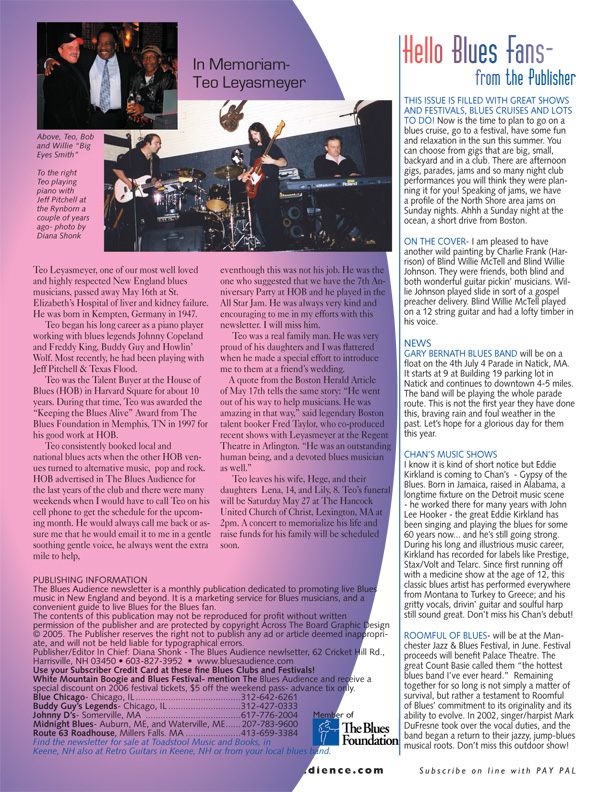 In Memoriam-
Teo Leyasmeyer
Above, Teo, Bob
and Willie "Big
Eyes Smith"
To the right
Teo playing
piano with
Jeff Pitchell at
the Rynborn a
couple of years
ago- photo by
Diana Shonk
Teo Leyasmeyer, one of our most well loved
and highly respected New England blues
musicians, passed away May 16th at St.
Elizabeth's Hospital of liver and kidney failure.
He was born in Kempten, Germany in 1947.
Teo began his long career as a piano player
working with blues legends Johnny Copeland
and Freddy King, Buddy Guy and Howlin'
Wolf. Most recently, he had been playing with
Jeff Pitchell & Texas Flood.
Teo was the Talent Buyer at the House of
Blues (HOB) in Harvard Square for about 10
years. During that time, Teo was awarded the
"Keeping the Blues Alive" Award from The
Blues Foundation in Memphis, TN in 1997 for
his good work at HOB.
Teo consistently booked local and
national blues acts when the other HOB ven-
ues turned to alternative music, pop and rock.
HOB advertised in The Blues Audience for
the last years of the club and there were many
weekends when I would have to call Teo on his
cell phone to get the schedule for the upcom-
ing month. He would always call me back or as-
sure me that he would email it to me in a gentle
soothing gentle voice, he always went the extra
mile to help,
eventhough this was not his job. He was the
one who suggested that we have the 7th An-
niversary Party at HOB and he played in the
All Star Jam. He was always very kind and
encouraging to me in my efforts with this
newsletter. I will miss him.
Teo was a real family man. He was very
proud of his daughters and I was flattered
when he made a special effort to introduce
me to them at a friend's wedding.
A quote from the Boston Herald Article
of May 17th tells the same story: "He went
out of his way to help musicians. He was
amazing in that way," said legendary Boston
talent booker Fred Taylor, who co-produced
recent shows with Leyasmeyer at the Regent
Theatre in Arlington. "He was an outstanding
human being, and a devoted blues musician
as well."
Teo leaves his wife, Hege, and their
daughters Lena, 14, and Lily, 8. Teo's funeral
will be Saturday May 27 at The Hancock
United Church of Christ, Lexington, MA at
2pm. A concert to memorialize his life and
raise funds for his family will be scheduled
soon.
PUBLISHING INFORMATION
The Blues Audience newsletter is a monthly publication dedicated to promoting live Blues
music in New England and beyond. It is a marketing service for Blues musicians, and a
convenient guide to live Blues for the Blues fan.
The contents of this publication may not be reproduced for profit without written
permission of the publisher and are protected by copyright Across The Board Graphic Design
© 2005. The Publisher reserves the right not to publish any ad or article deemed inappropri-
ate, and will not be held liable for typographical errors.
Publisher/Editor In Chief: Diana Shonk - The Blues Audience newlsetter, 62 Cricket Hill Rd.,
Harrisville, NH 03450 • 603-827-3952 • www.bluesaudience.com
Use your Subscriber Credit Card at these fine Blues Clubs and Festivals!
White Mountain Boogie and Blues Festival- mention The Blues Audience and receive a
special discount on 2006 festival tickets, $5 off the weekend pass- advance tix only.
Blue Chicago- Chicago, IL ........ 312-642-6261
Buddy Guy's Legends- Chicago, IL ........ 312-427-0333
Johnny D's- Somerville, MA ........ 617-776-2004
Midnight Blues- Auburn, ME, and Waterville, ME ..... 207-783-9600
Route 63 Roadhouse, Millers Falls. MA ........ 413-659-3384
Find the newsletter for sale at Toadstool Music and Books, in
Keene, NH also at Retro Guitars in Keene, NH or from your local blues band.
Member of
The Blues
Foundation
dience.com
Hello Blues Fans-
from the Publisher
THIS ISSUE IS FILLED WITH GREAT SHOWS
AND FESTIVALS, BLUES CRUISES AND LOTS
TO DO! Now is the time to plan to go on a
blues cruise, go to a festival, have some fun
and relaxation in the sun this summer. You
can choose from gigs that are big, small,
backyard and in a club. There are afternoon
gigs, parades, jams and so many night club
performances you will think they were plan-
ning it for you! Speaking of jams, we have
a profile of the North Shore area jams on
Sunday nights. Ahhh a Sunday night at the
ocean, a short drive from Boston.
ON THE COVER- I am pleased to have
another wild painting by Charlie Frank (Har-
rison) of Blind Willie McTell and Blind Willie
Johnson. They were friends, both blind and
both wonderful guitar pickin' musicians. Wil-
lie Johnson played slide in sort of a gospel
preacher delivery. Blind Willie McTell played
on a 12 string guitar and had a lofty timber in
his voice.
NEWS
GARY BERNATH BLUES BAND will be on a
float on the 4th July 4 Parade in Natick, MA.
It starts at 9 at Building 19 parking lot in
Natick and continues to downtown 4-5 miles.
The band will be playing the whole parade
route. This is not the first year they have done
this, braving rain and foul weather in the
past. Let's hope for a glorious day for them
this year.
CHAN'S MUSIC SHOWS
I know it is kind of short notice but Eddie
Kirkland is coming to Chan's - Gypsy of the
Blues. Born in Jamaica, raised in Alabama, a
longtime fixture on the Detroit music scene
- he worked there for many years with John
Lee Hooker - the great Eddie Kirkland has
been singing and playing the blues for some
60 years now... and he's still going strong.
During his long and illustrious music career,
Kirkland has recorded for labels like Prestige,
Stax/Volt and Telarc. Since first running off
with a medicine show at the age of 12, this
classic blues artist has performed everywhere
from Montana to Turkey to Greece; and his
gritty vocals, drivin' guitar and soulful harp
still sound great. Don't miss his Chan's debut!
ROOMFUL OF BLUES- will be at the Man-
chester Jazz & Blues Festival, in June. Festival
proceeds will benefit Palace Theatre. The
great Count Basie called them "the hottest
blues band I've ever heard." Remaining
together for so long is not simply a matter of
survival, but rather a testament to Roomful
of Blues' commitment to its originality and its
ability to evolve. In 2002, singer/harpist Mark
DuFresne took over the vocal duties, and the
band began a return to their jazzy, jump-blues
musical roots. Don't miss this outdoor show!
Subscribe on line with PAY PAL